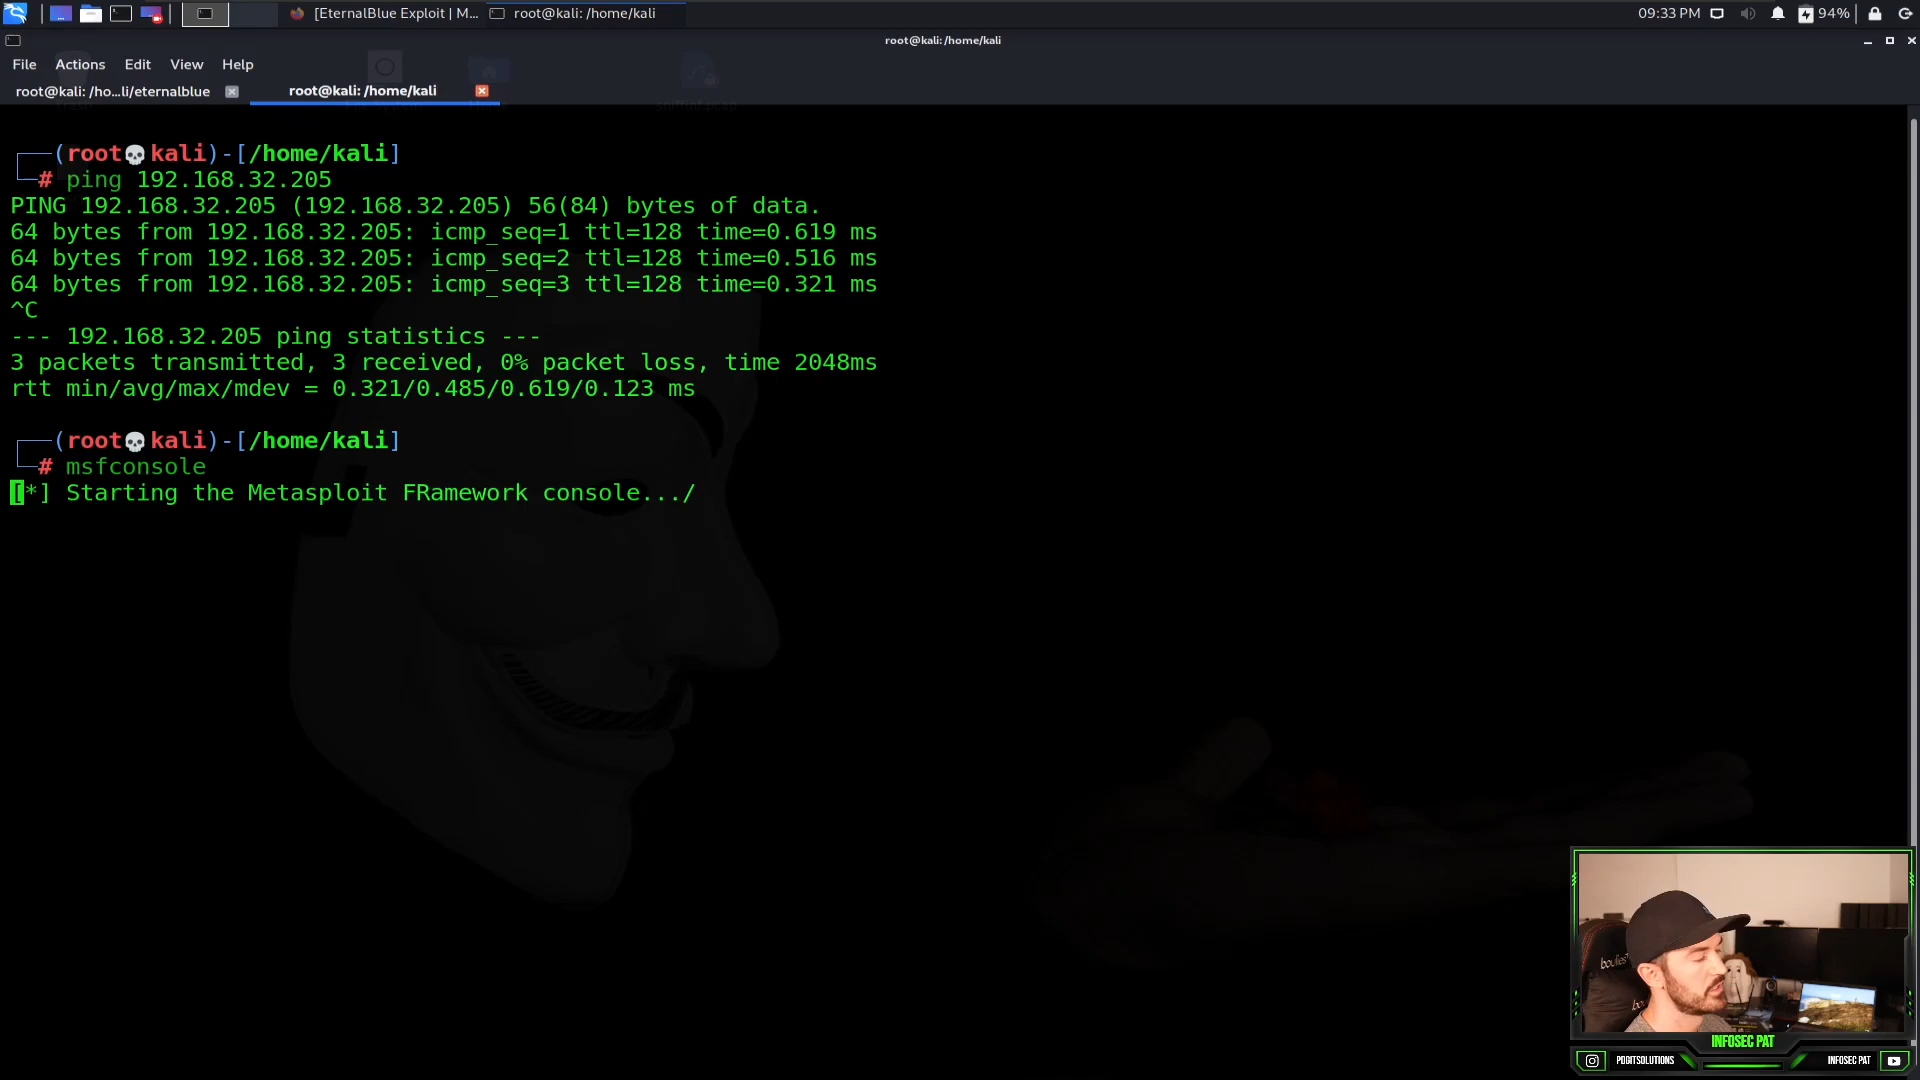 [EternalBlue Exploit | M...
root@kali: /home/kali
09:33 PM
94%
root@kali: /home/kali
File Actions Edit View Help
root@kali: /ho...li/eternalblue
root@kali: /home/kali
(root💀kali)-[/home/kali]
# ping 192.168.32.205
PING 192.168.32.205 (192.168.32.205) 56(84) bytes of data.
64 bytes from 192.168.32.205: icmp_seq=1 ttl=128 time=0.619 ms
64 bytes from 192.168.32.205: icmp_seq=2 ttl=128 time=0.516 ms
64 bytes from 192.168.32.205: icmp_seq=3 ttl=128 time=0.321 ms
^C
--- 192.168.32.205 ping statistics ---
3 packets transmitted, 3 received, 0% packet loss, time 2048ms
rtt min/avg/max/mdev = 0.321/0.485/0.619/0.123 ms
(root💀kali)-[/home/kali]
# msfconsole
[*] Starting the Metasploit FRamework console.../
INFOSEC PAT
PDBITSOLUTIONS
INFOSEC PAT